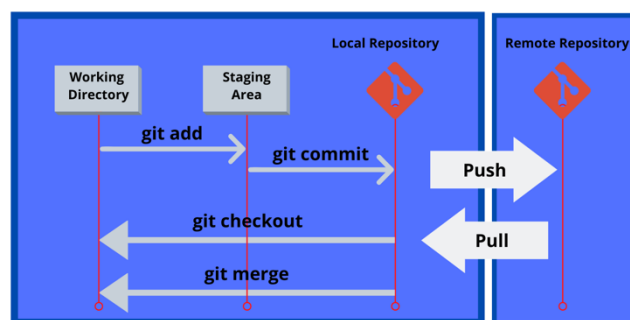 Local Repository
Remote Repository
Working
Directory
Staging
Area
git add
git commit
Push
git checkout
Pull
git merge